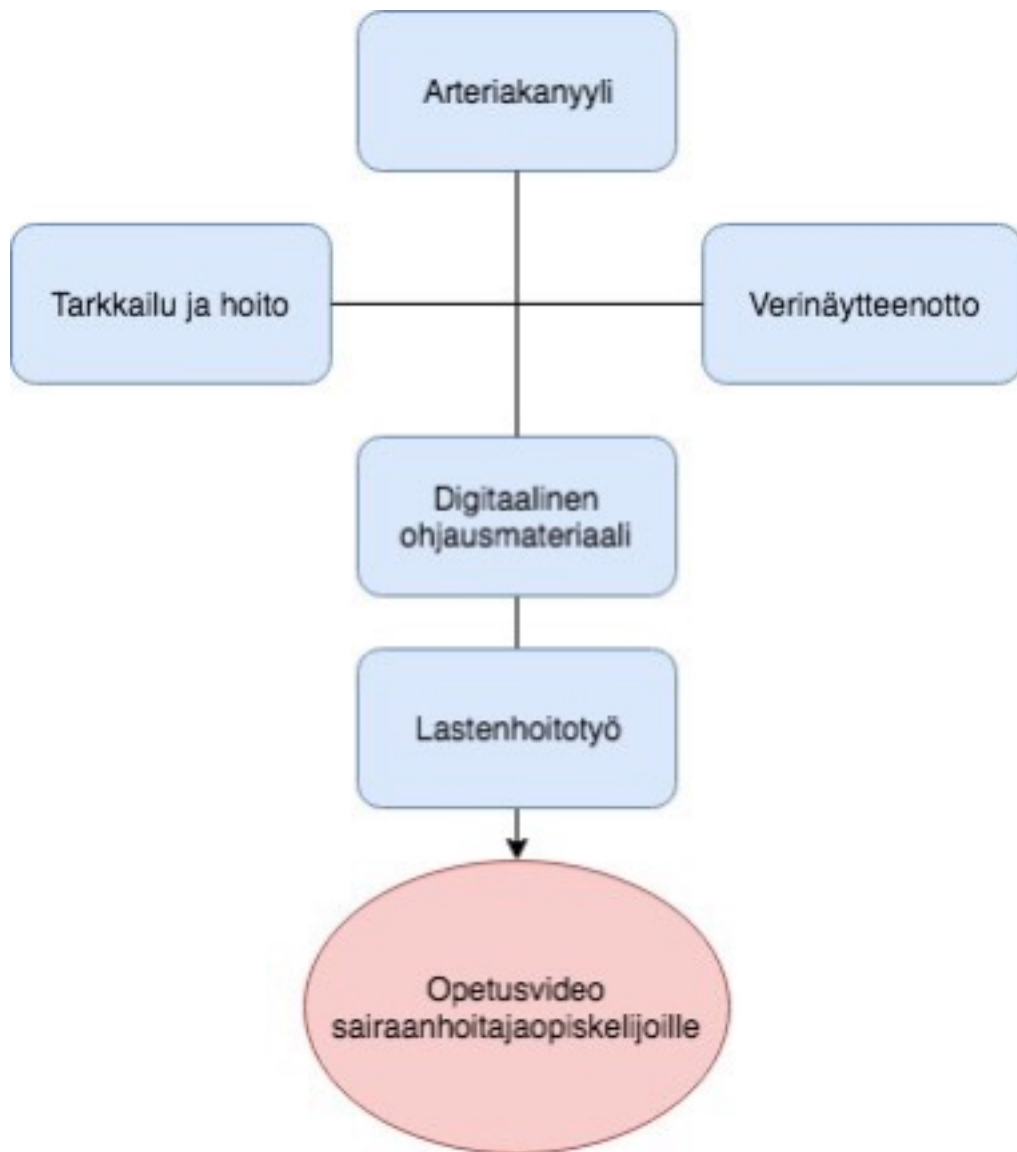 Arteriakanyyli
Tarkkailu ja hoito
Verinäytteenotto
Digitaalinen
ohjausmateriaali
Lastenhoitotyö
Opetusvideo
sairaanhoitajaopiskelijoille